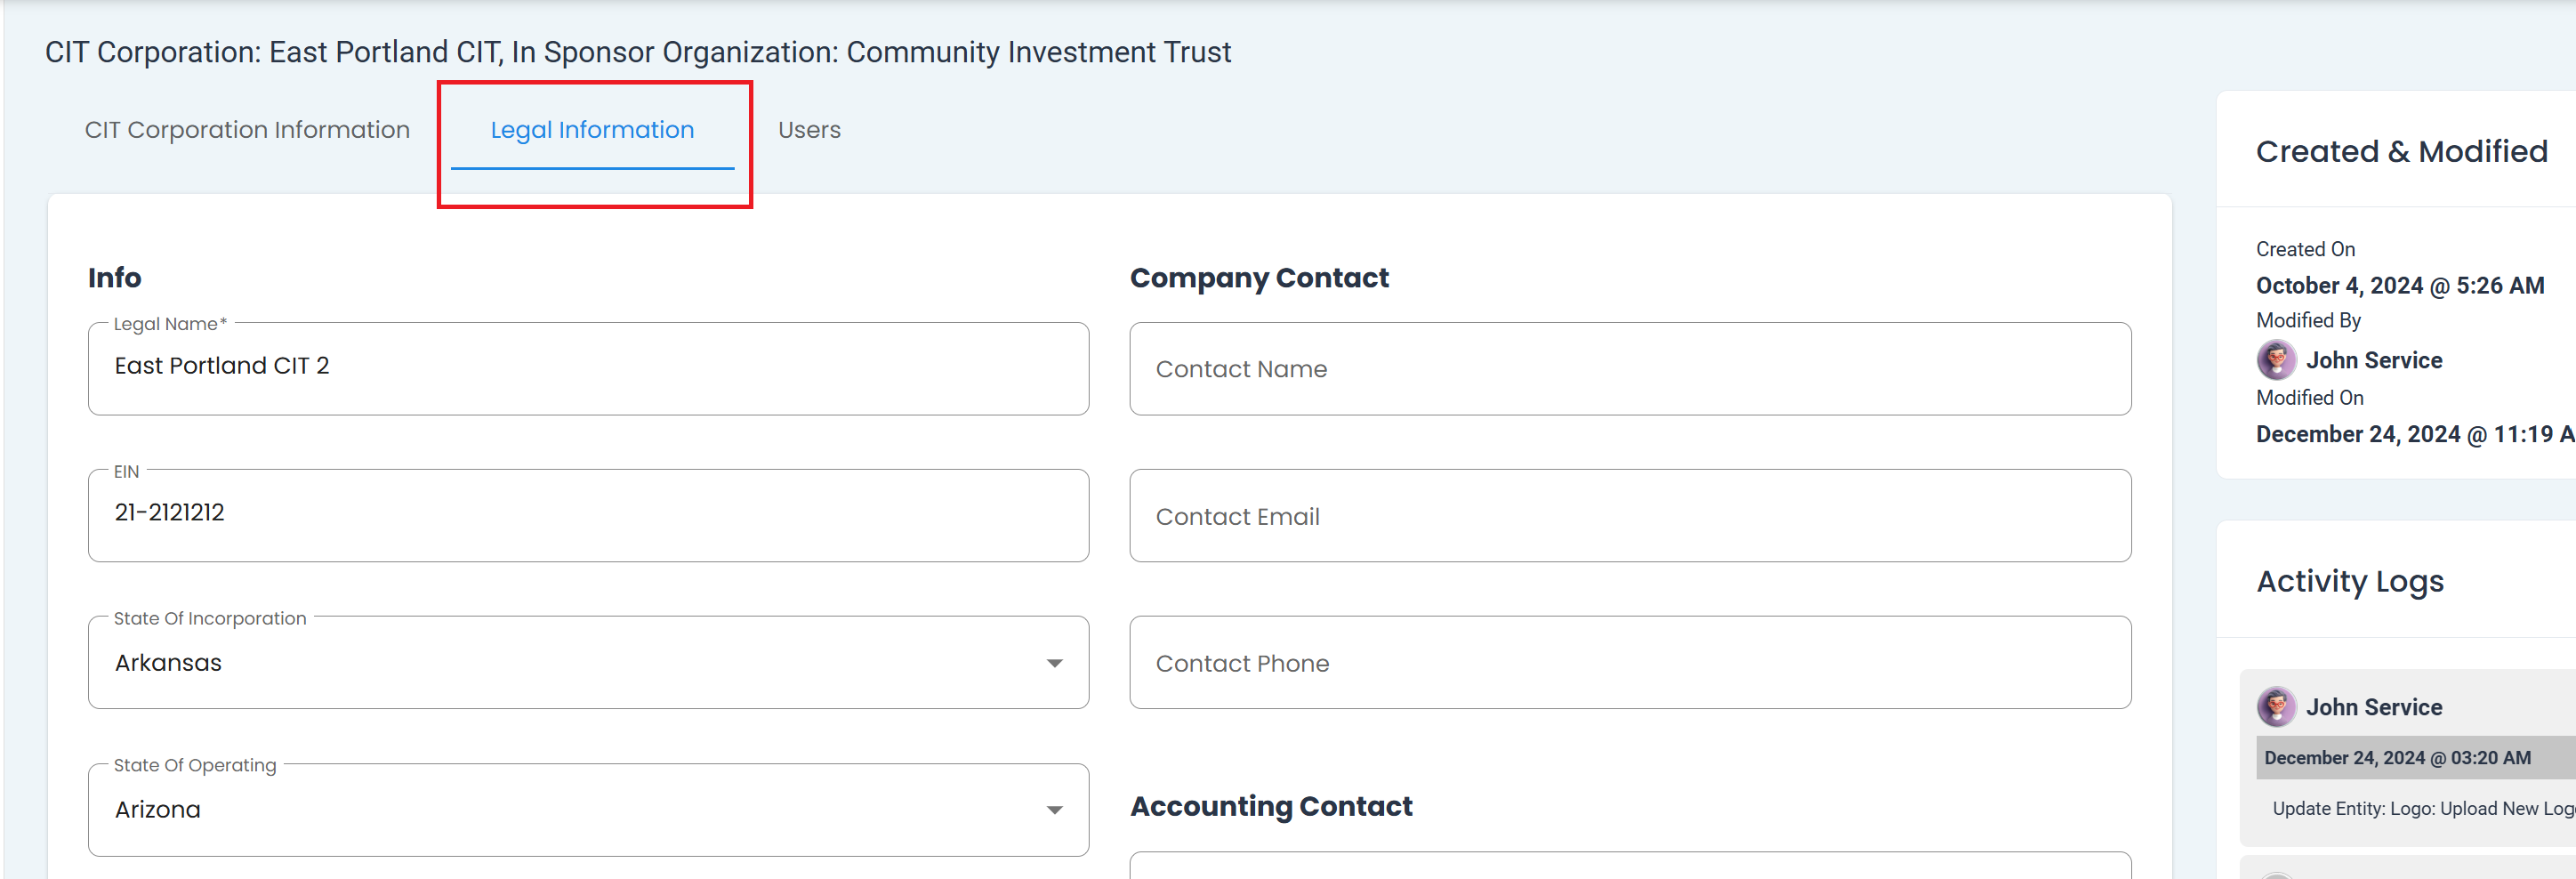 CIT Corporation: East Portland CIT, In Sponsor Organization: Community Investment Trust
CIT Corporation Information
Legal Information
Users
Info
Legal Name*
East Portland CIT 2
EIN
21-2121212
State Of Incorporation
Arkansas
State Of Operating
Arizona
Company Contact
Contact Name
Contact Email
Contact Phone
Accounting Contact
Created & Modified
Created On
October 4, 2024 @ 5:26 AM
Modified By
John Service
Modified On
December 24, 2024 @ 11:19 A
Activity Logs
John Service
December 24, 2024 @ 03:20 AM
Update Entity: Logo: Upload New Log